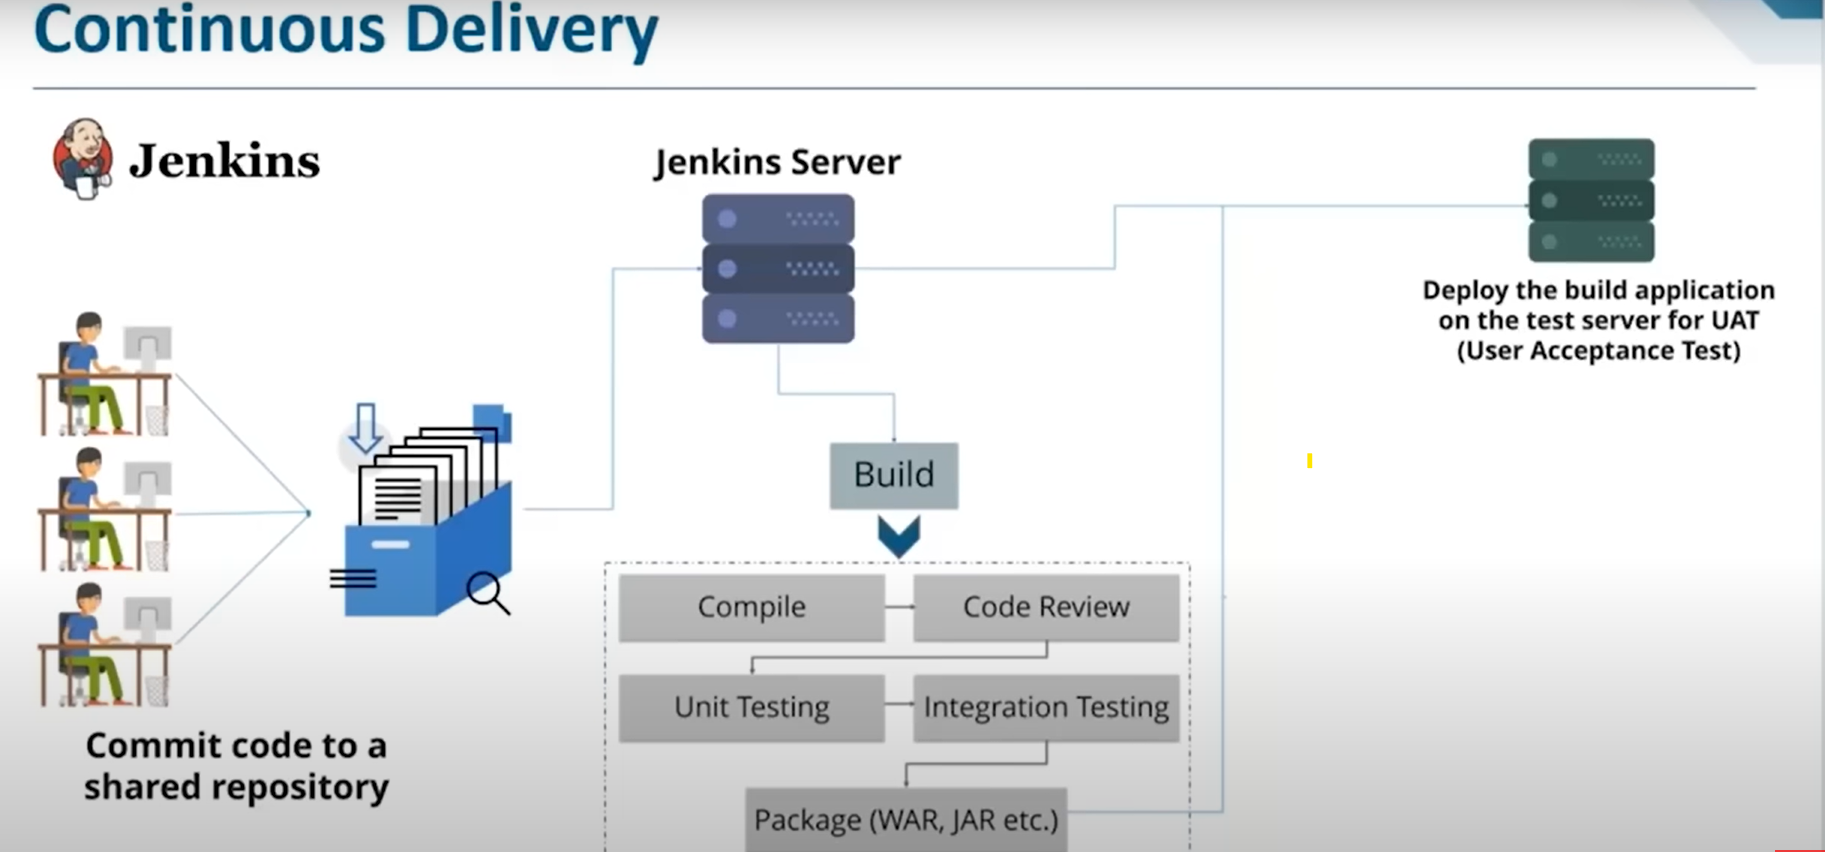 Continuous Delivery
Jenkins
Jenkins Server
Deploy the build application
on the test server for UAT
(User Acceptance Test)
Build
Compile
Code Review
Unit Testing
Integration Testing
Package (WAR, JAR etc.)
Commit code to a
shared repository